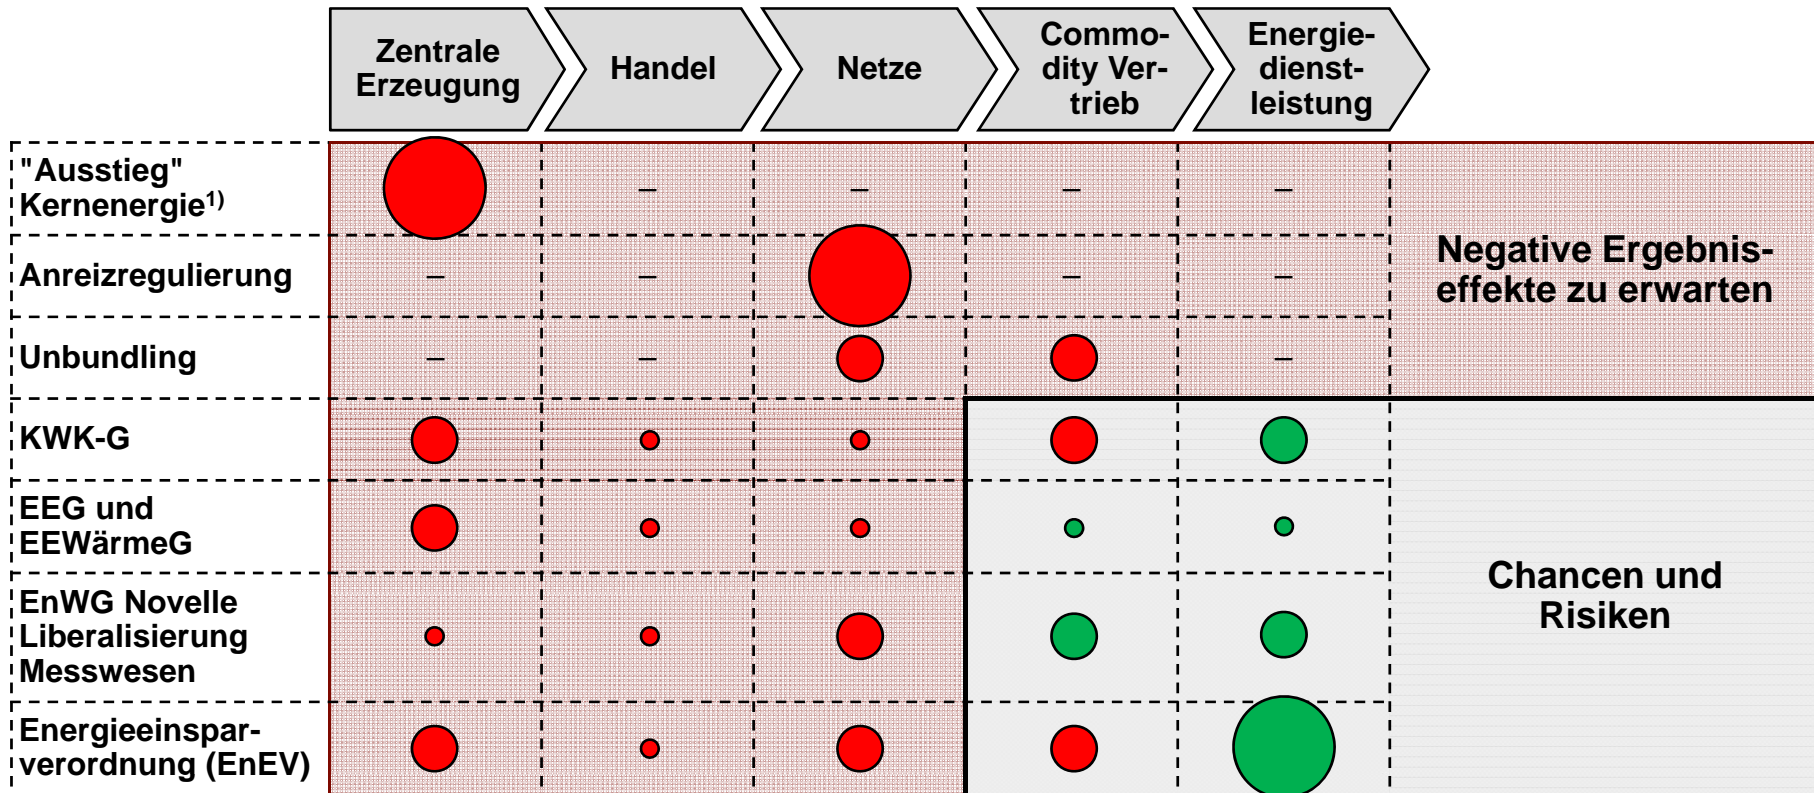 Zentrale
Erzeugung
Handel
Netze
Commo-
dity Ver-
trieb
Energie-
dienst-
leistung
"Ausstieg"
Kernenergie1)
– – – –
Anreizregulierung
– – – –
Unbundling
– – –
KWK-G
EEG und
EEWärmeG
EnWG Novelle
Liberalisierung
Messwesen
Energieeinspar-
verordnung (EnEV)
Negative Ergebnis-
effekte zu erwarten
Chancen und
Risiken